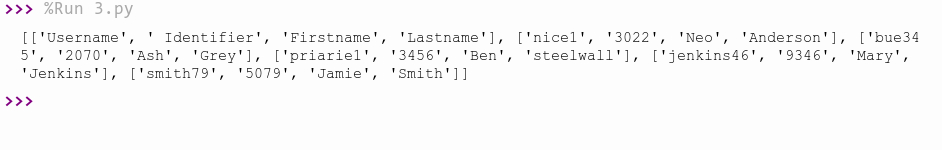 >>> %Run 3.py
[['Username', ' Identifier', 'Firstname', 'Lastname'], ['nice1', '3022', 'Neo', 'Anderson'], ['bue34
5', '2070', 'Ash', 'Grey'], ['priarie1', '3456', 'Ben', 'steelwall'], ['jenkins46', '9346', 'Mary',
'Jenkins'], ['smith79', '5079', 'Jamie', 'Smith']]
>>>